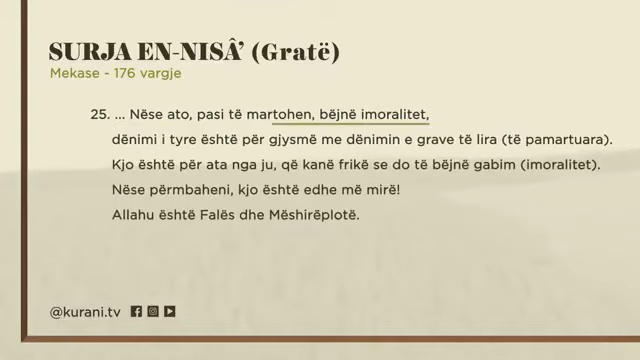 SURJA EN-NISÂ’ (Gratë)
Mekase - 176 vargje
25. ... Nëse ato, pasi të martohen, bëjnë imoralitet,
dënimi i tyre është për gjysmë me dënimin e grave të lira (të pamartuara).
Kjo është për ata nga ju, që kanë frikë se do të bëjnë gabim (imoralitet).
Nëse përmbaheni, kjo është edhe më mirë!
Allahu është Falës dhe Mëshirëplotë.
@kurani.tv